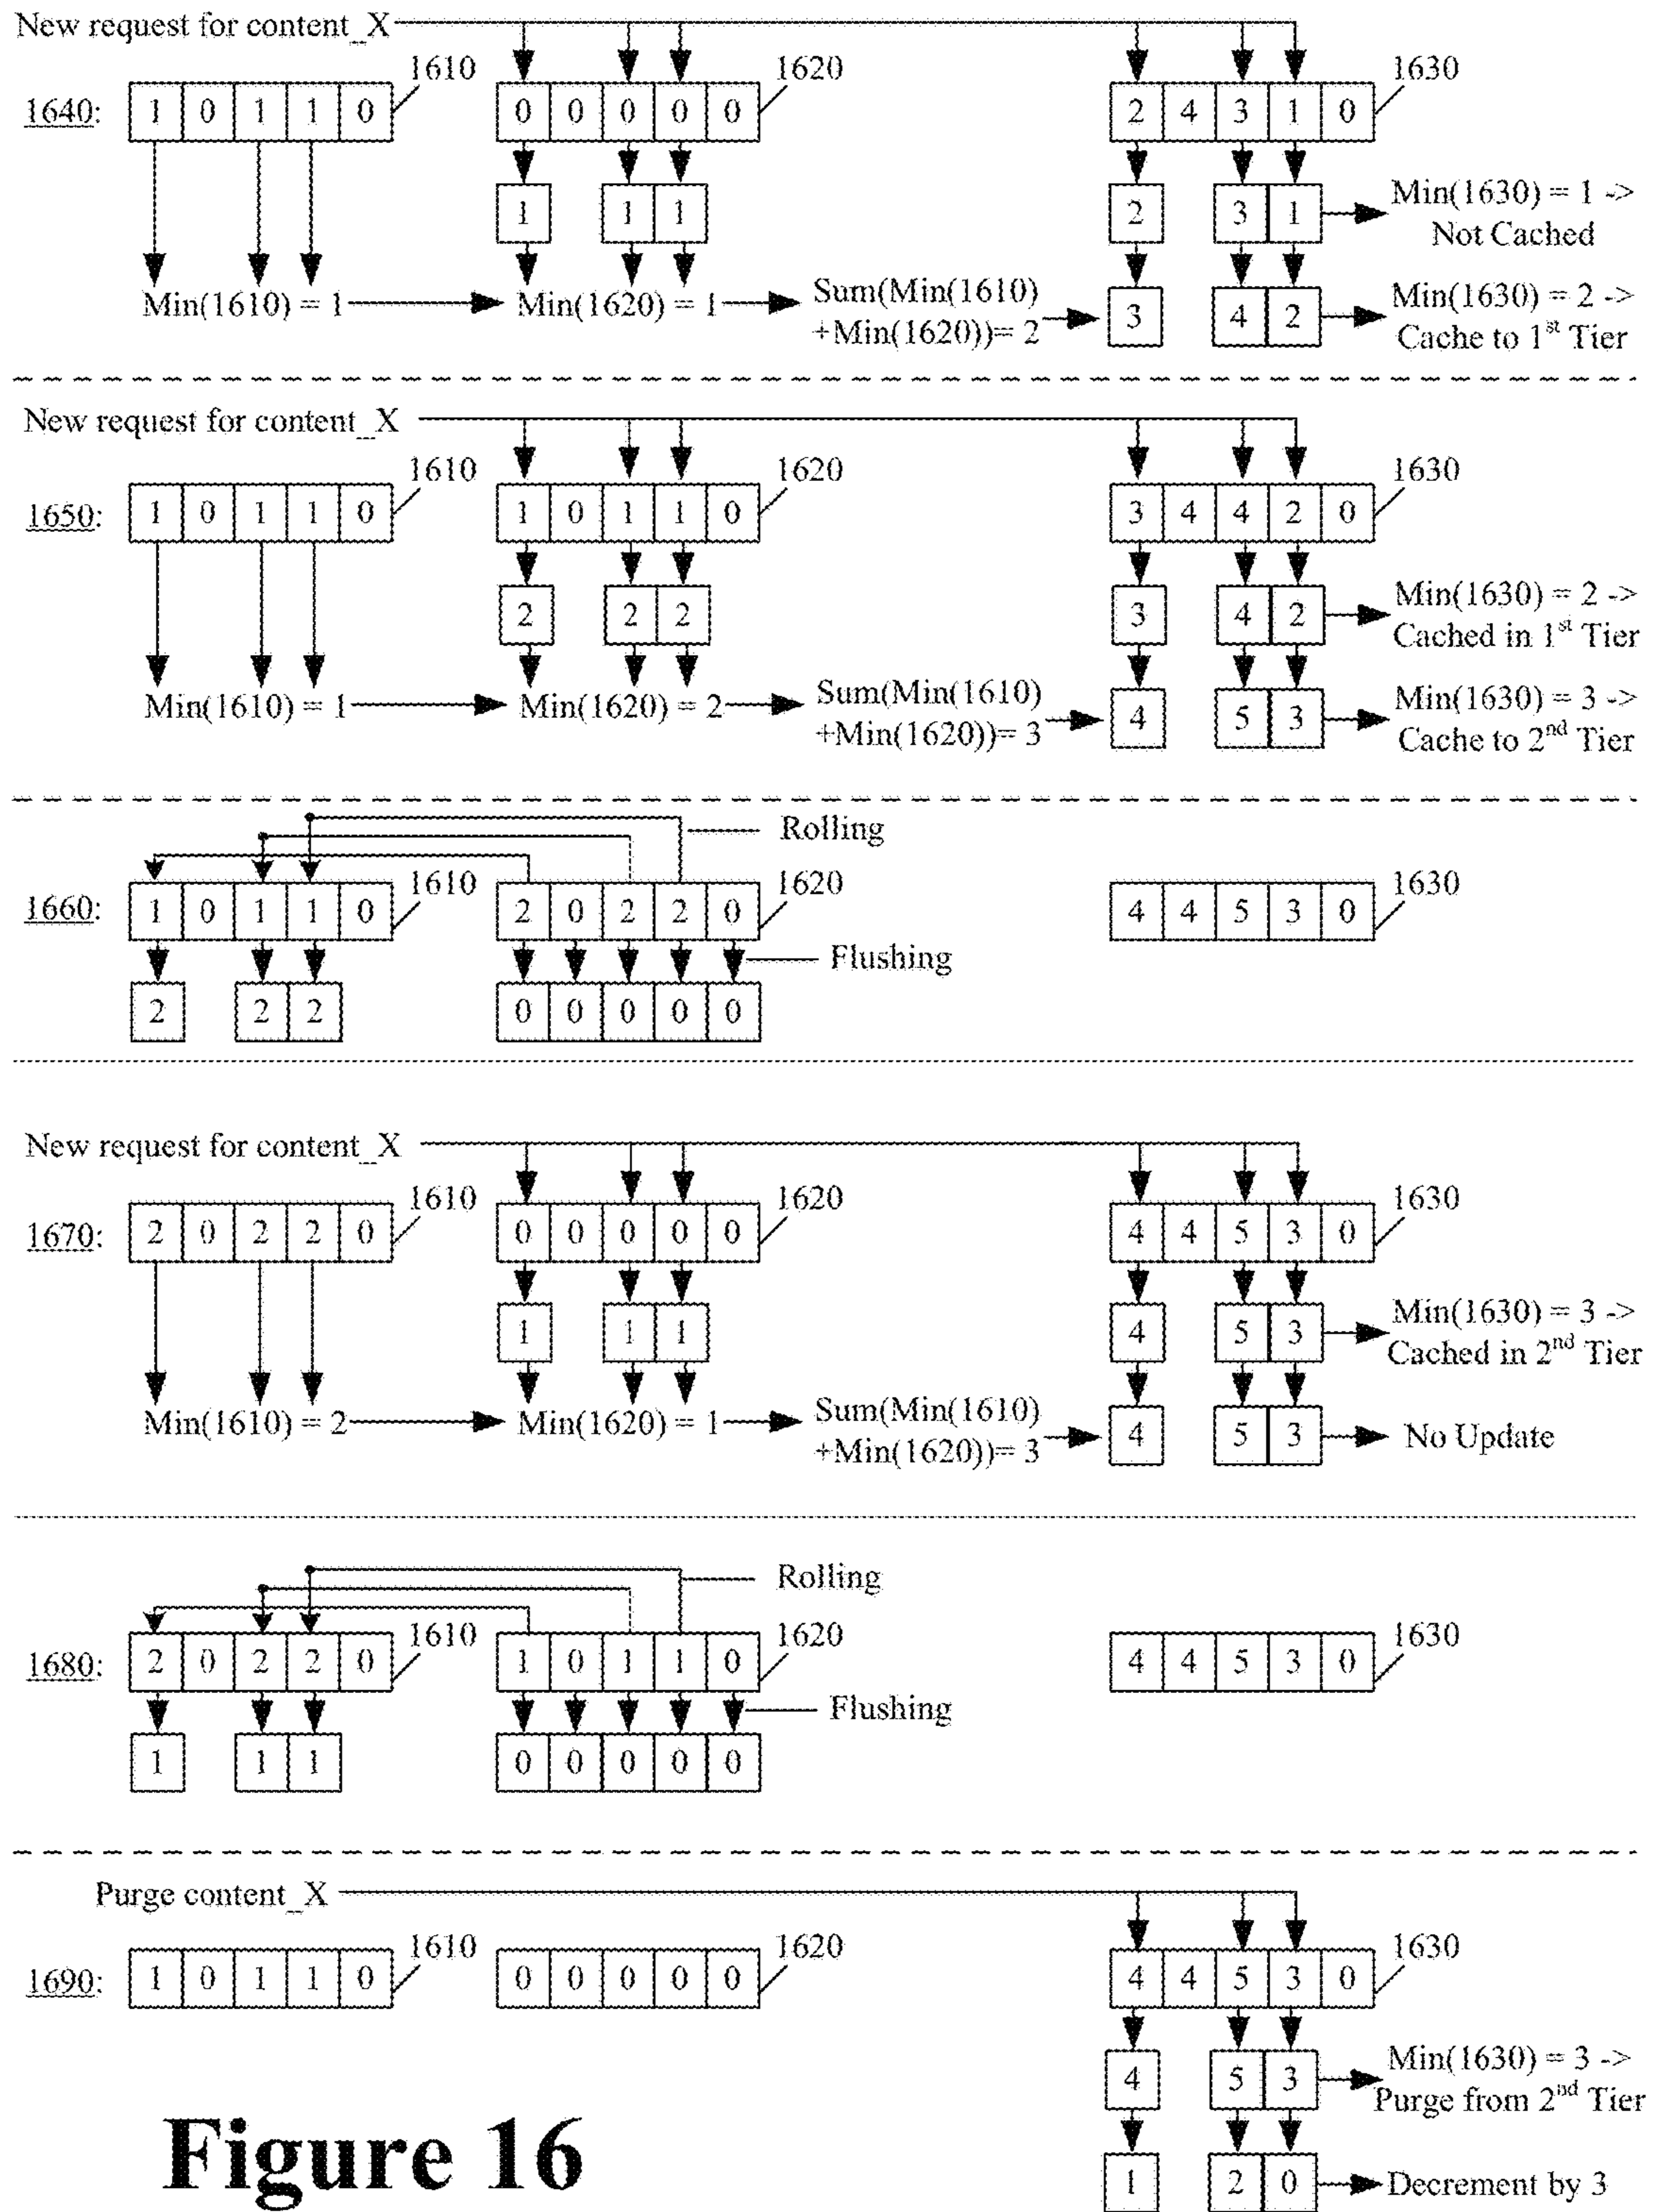 New request for content_X
1610
1620
1630
1640: 1 0 1 1 0 0 0 0 0 0 2 4 3 1 0
1 1 1 2 3 1 Min(1630) = 1 ->
Not Cached
Min(1610) = 1 Min(1620) = 1 Sum(Min(1610) +Min(1620))= 2 3 4 2 Min(1630) = 2 ->
Cache to 1st Tier
New request for content_X
1610
1620
1630
1650: 1 0 1 1 0 1 0 1 1 0 3 4 4 2 0
2 2 2 3 4 2 Min(1630) = 2 ->
Cached in 1st Tier
Min(1610) = 1 Min(1620) = 2 Sum(Min(1610) +Min(1620))= 3 4 5 3 Min(1630) = 3 ->
Cache to 2nd Tier
Rolling
1610
1620
1630
1660: 1 0 1 1 0 2 0 2 2 0 4 4 5 3 0
Flushing
2 2 2 0 0 0 0 0
New request for content_X
1610
1620
1630
1670: 2 0 2 2 0 0 0 0 0 0 4 4 5 3 0
1 1 1 4 5 3 Min(1630) = 3 ->
Cached in 2nd Tier
Min(1610) = 2 Min(1620) = 1 Sum(Min(1610) +Min(1620))= 3 4 5 3 No Update
Rolling
1610
1620
1630
1680: 2 0 2 2 0 1 0 1 1 0 4 4 5 3 0
Flushing
1 1 1 0 0 0 0 0
Purge content_X
1610
1620
1630
1690: 1 0 1 1 0 0 0 0 0 0 4 4 5 3 0
4 5 3 Min(1630) = 3 ->
Purge from 2nd Tier
1 2 0 Decrement by 3
Figure 16